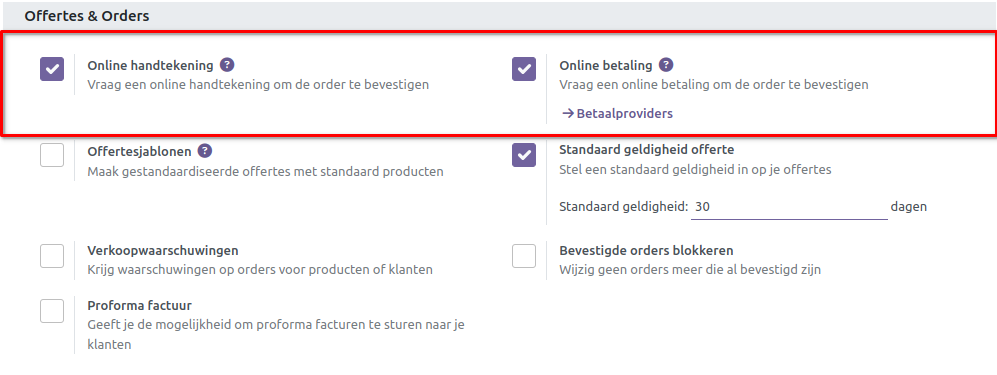 Offertes & Orders
Online handtekening ?
Vraag een online handtekening om de order te bevestigen
Online betaling ?
Vraag een online betaling om de order te bevestigen
→ Betaalproviders
Offertesjablonen ?
Maak gestandaardiseerde offertes met standaard producten
Standaard geldigheid offerte
Stel een standaard geldigheid in op je offertes
Standaard geldigheid: 30 dagen
Verkoopwaarschuwingen
Krijg waarschuwingen op orders voor producten of klanten
Bevestigde orders blokkeren
Wijzig geen orders meer die al bevestigd zijn
Proforma factuur
Geeft je de mogelijkheid om proforma facturen te sturen naar je
klanten